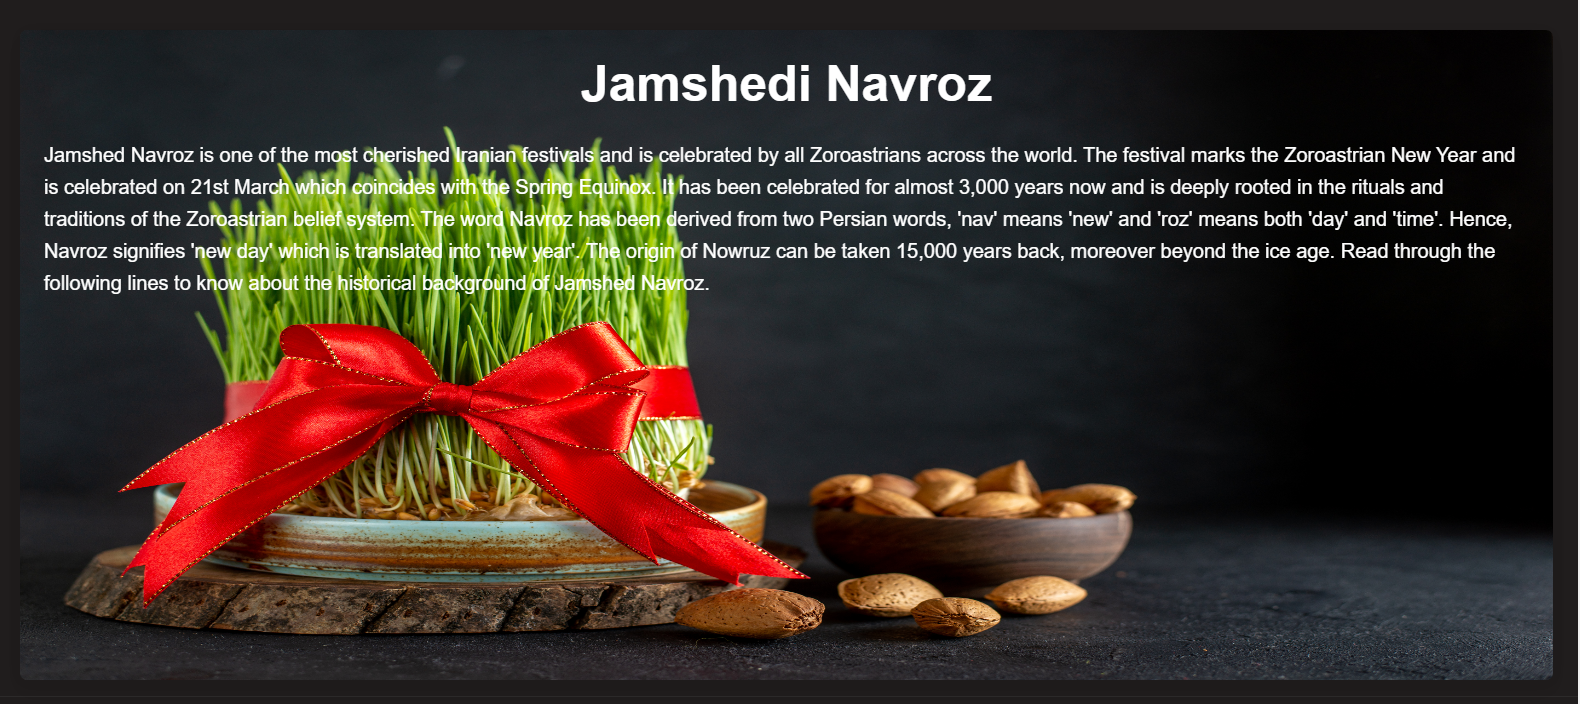 Jamshedi Navroz
Jamshed Navroz is one of the most cherished Iranian festivals and is celebrated by all Zoroastrians across the world. The festival marks the Zoroastrian New Year and
is celebrated on 21st March which coincides with the Spring Equinox. It has been celebrated for almost 3,000 years now and is deeply rooted in the rituals and
traditions of the Zoroastrian belief system. The word Navroz has been derived from two Persian words, 'nav' means 'new' and 'roz' means both 'day' and 'time'. Hence,
Navroz signifies 'new day' which is translated into 'new year'. The origin of Nowruz can be taken 15,000 years back, moreover beyond the ice age. Read through the
following lines to know about the historical background of Jamshed Navroz.